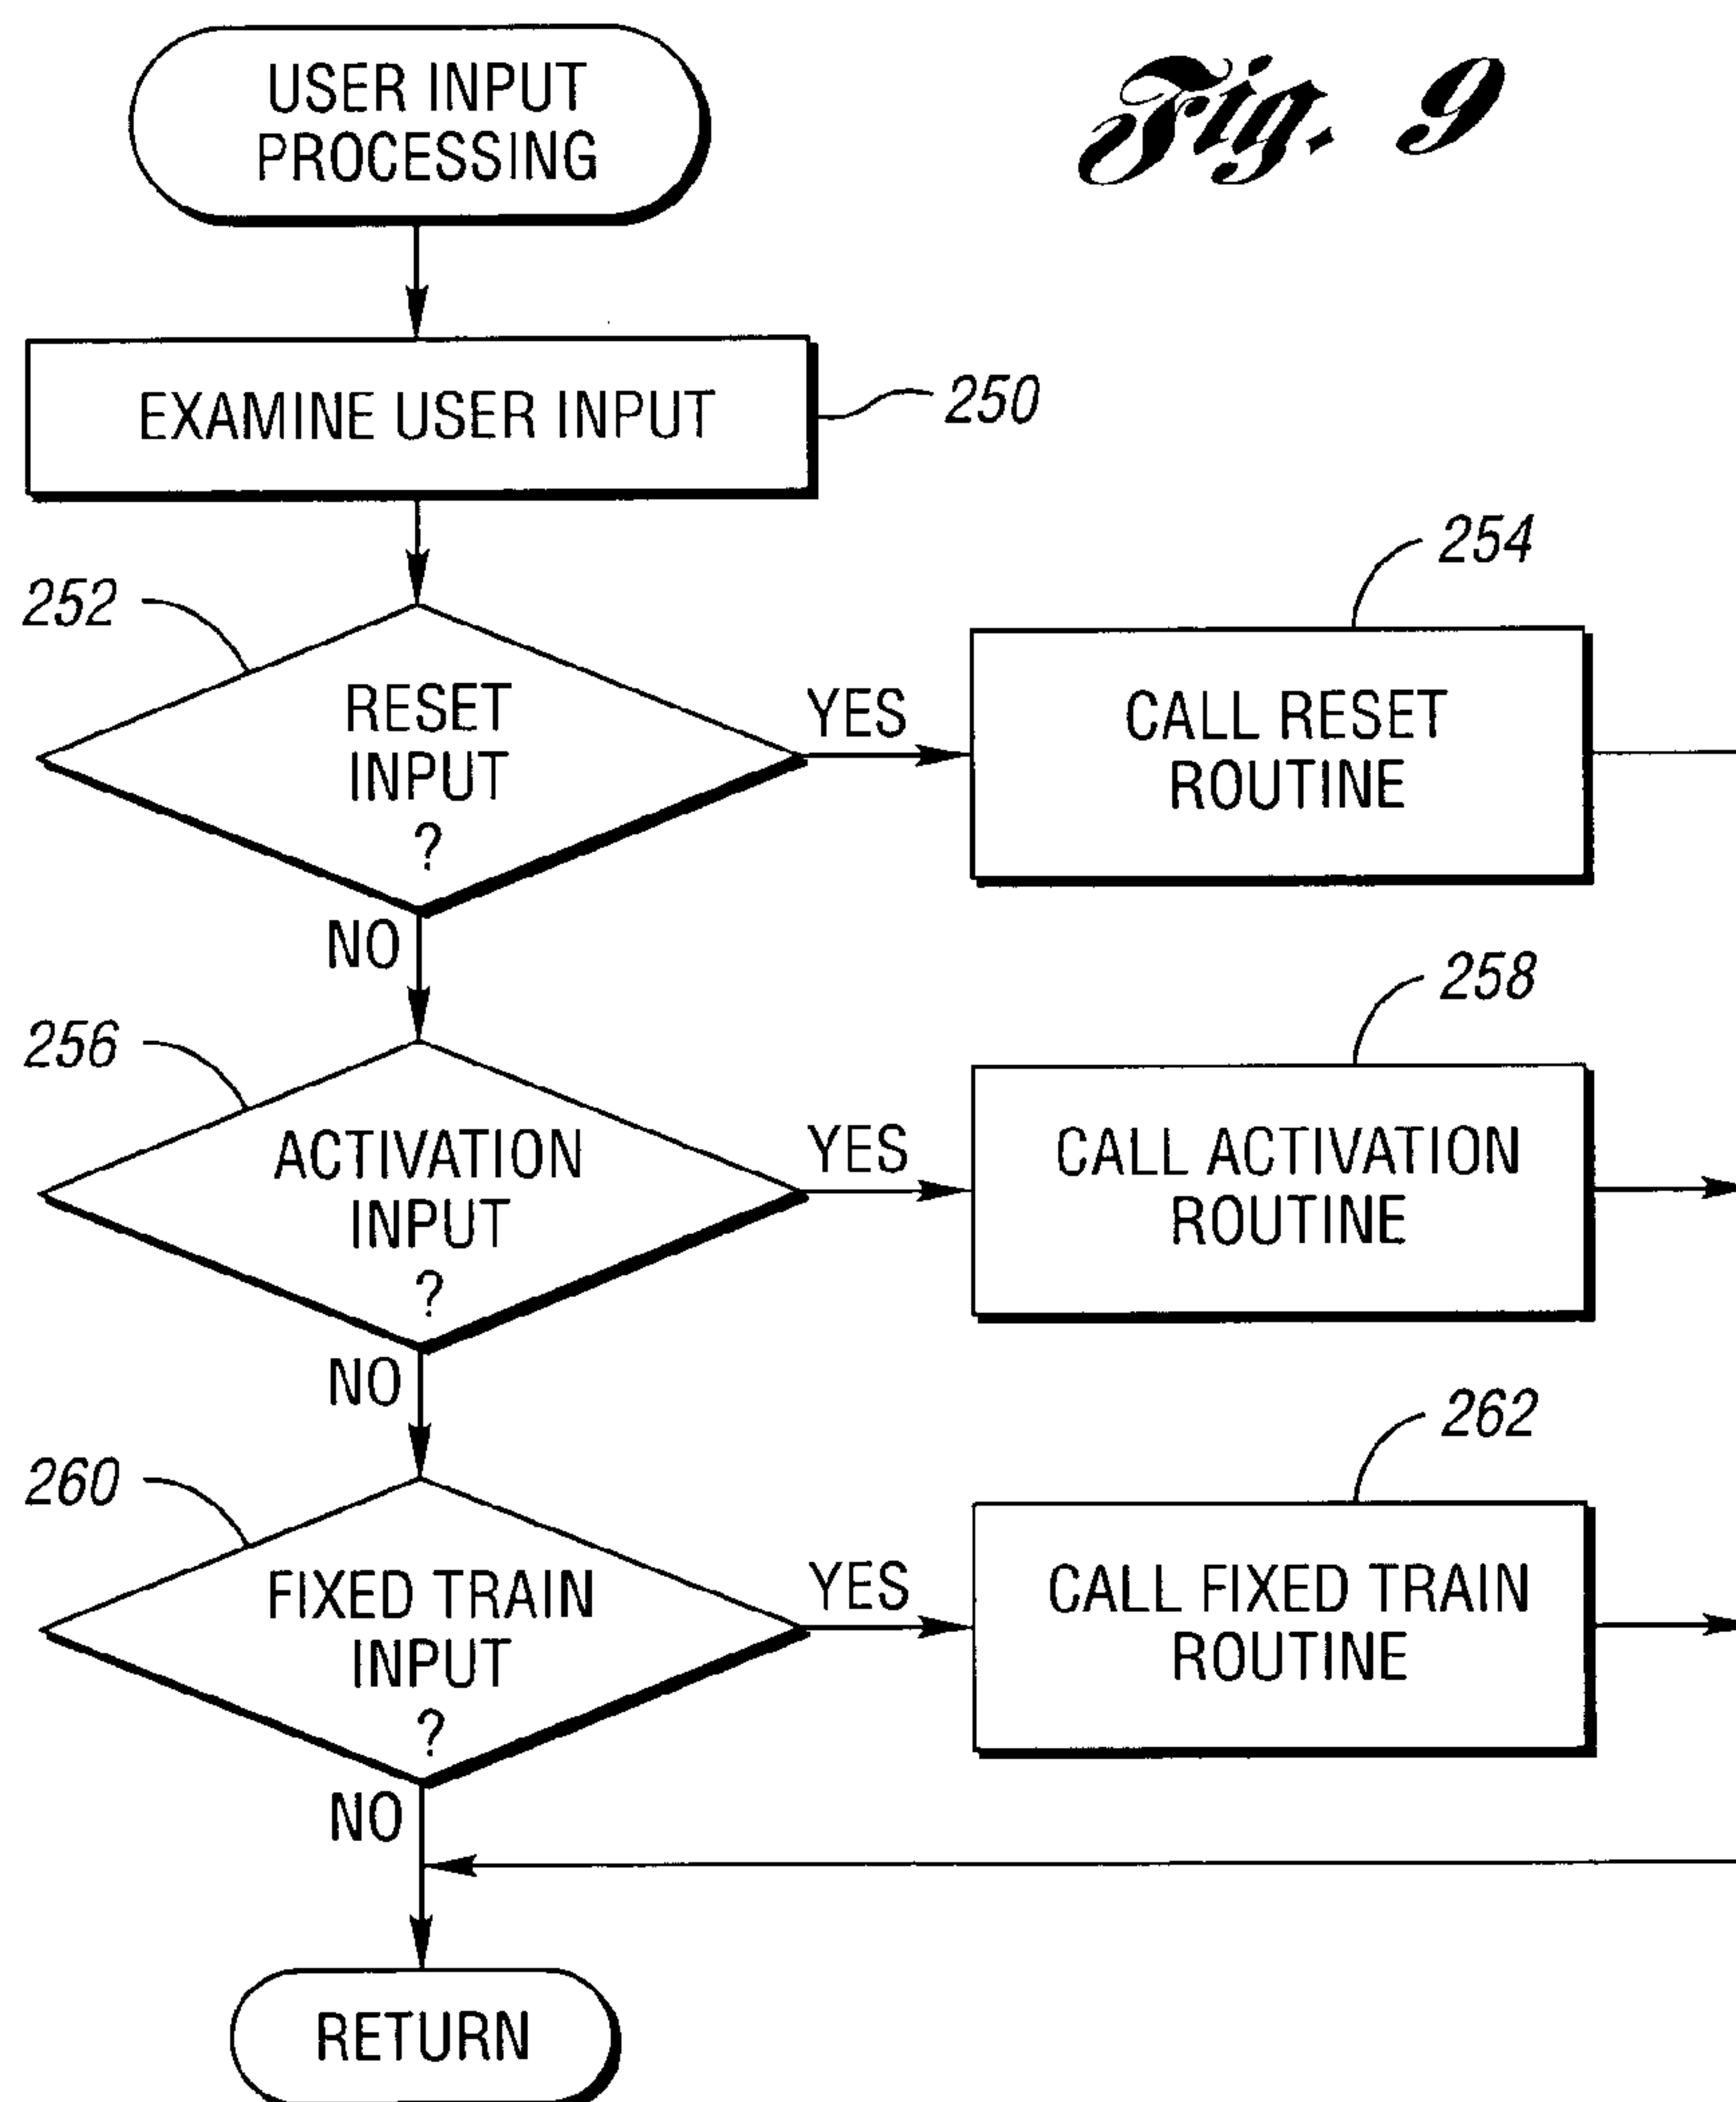 Fig. 9
USER INPUT
PROCESSING
EXAMINE USER INPUT
250
252
RESET
INPUT
?
YES
254
CALL RESET
ROUTINE
NO
256
ACTIVATION
INPUT
?
YES
258
CALL ACTIVATION
ROUTINE
NO
260
FIXED TRAIN
INPUT
?
YES
262
CALL FIXED TRAIN
ROUTINE
NO
RETURN